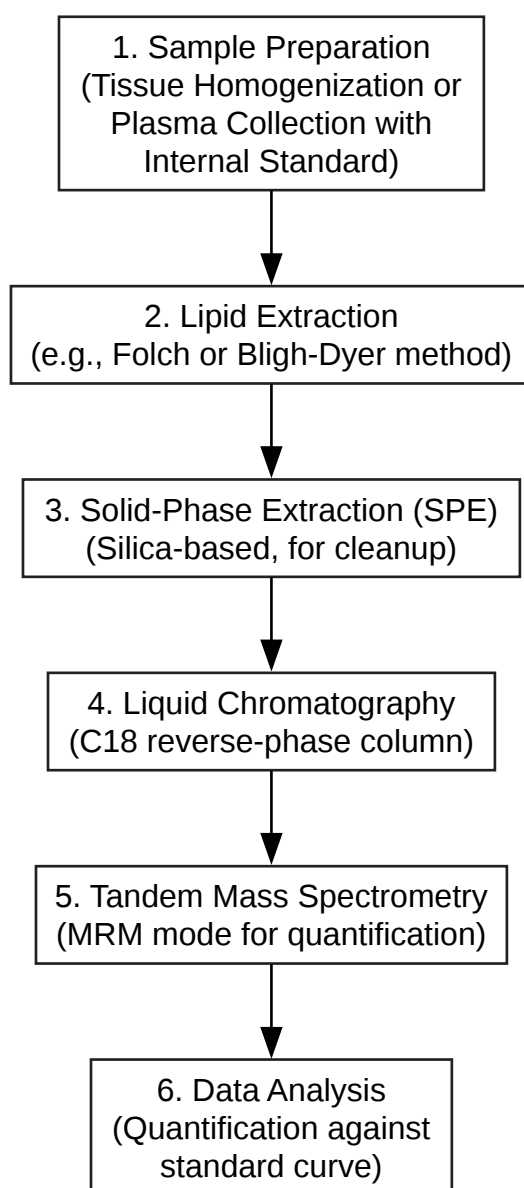 1. Sample Preparation
(Tissue Homogenization or
Plasma Collection with
Internal Standard)
2. Lipid Extraction
(e.g., Folch or Bligh-Dyer method)
3. Solid-Phase Extraction (SPE)
(Silica-based, for cleanup)
4. Liquid Chromatography
(C18 reverse-phase column)
5. Tandem Mass Spectrometry
(MRM mode for quantification)
6. Data Analysis
(Quantification against
standard curve)